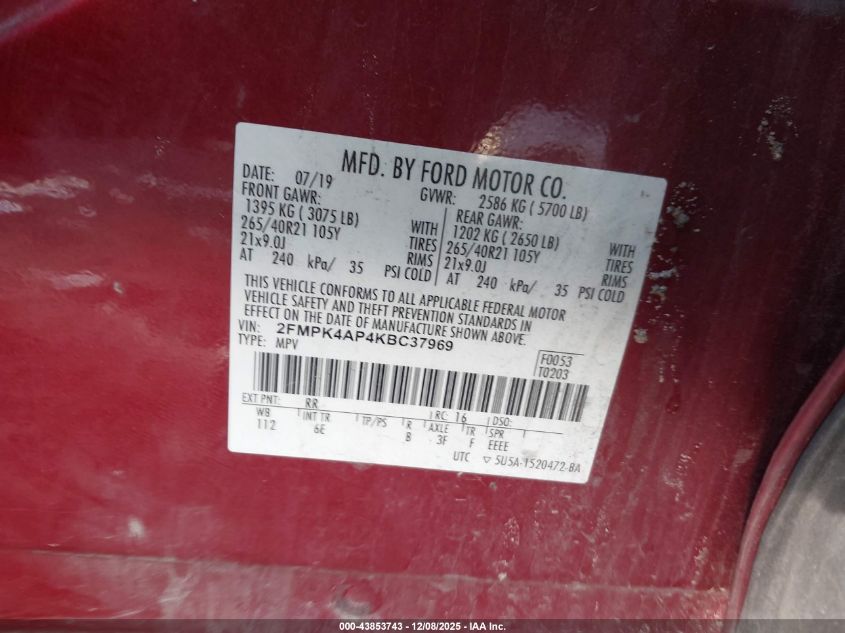 MFD. BY FORD MOTOR CO.
DATE: 07/19 GVWR: 2586 KG ( 5700 LB)
FRONT GAWR: REAR GAWR:
1395 KG ( 3075 LB) WITH 1202 KG ( 2650 LB) WITH
265/40R21 105Y TIRES 265/40R21 105Y TIRES
21x9.0J RIMS 21x9.0J RIMS
AT 240 kPa/ 35 PSI COLD AT 240 kPa/ 35 PSI COLD
THIS VEHICLE CONFORMS TO ALL APPLICABLE FEDERAL MOTOR
VEHICLE SAFETY AND THEFT PREVENTION STANDARDS IN
EFFECT ON THE DATE OF MANUFACTURE SHOWN ABOVE.
VIN: 2FMPK4AP4KBC37969
TYPE: MPV
F0053
T0203
EXT PNT: RR RC: 16 DSO:
WB INT TR TP/PS R AXLE TR SPR
112 6E B 3F F EEEE
UTC ▽ 5U5A-1520472-BA
000-43853743 - 12/08/2025 - IAA Inc.